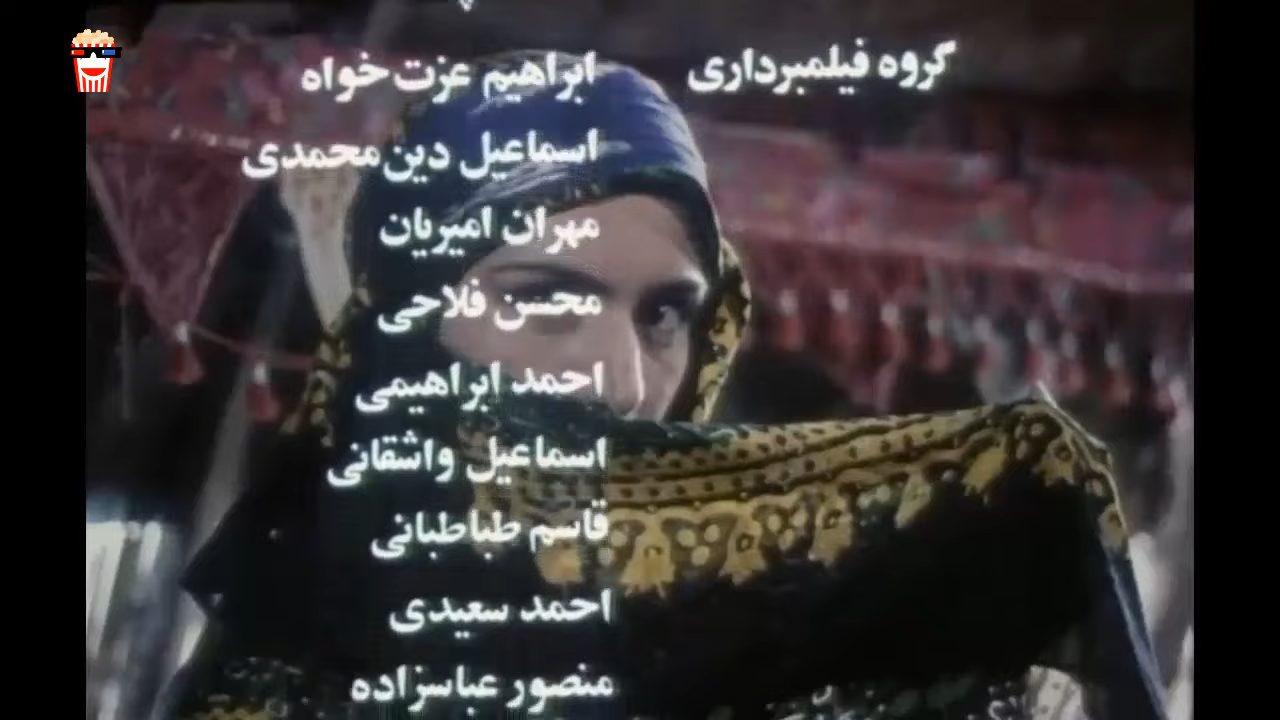 گروه فیلمبرداری
ابراهیم عزت‌خواه
اسماعیل دین‌محمدی
مهران امیریان
محسن فلاحی
احمد ابراهیمی
اسماعیل واشقانی
قاسم طباطبائی
احمد سعیدی
منصور عباسزاده